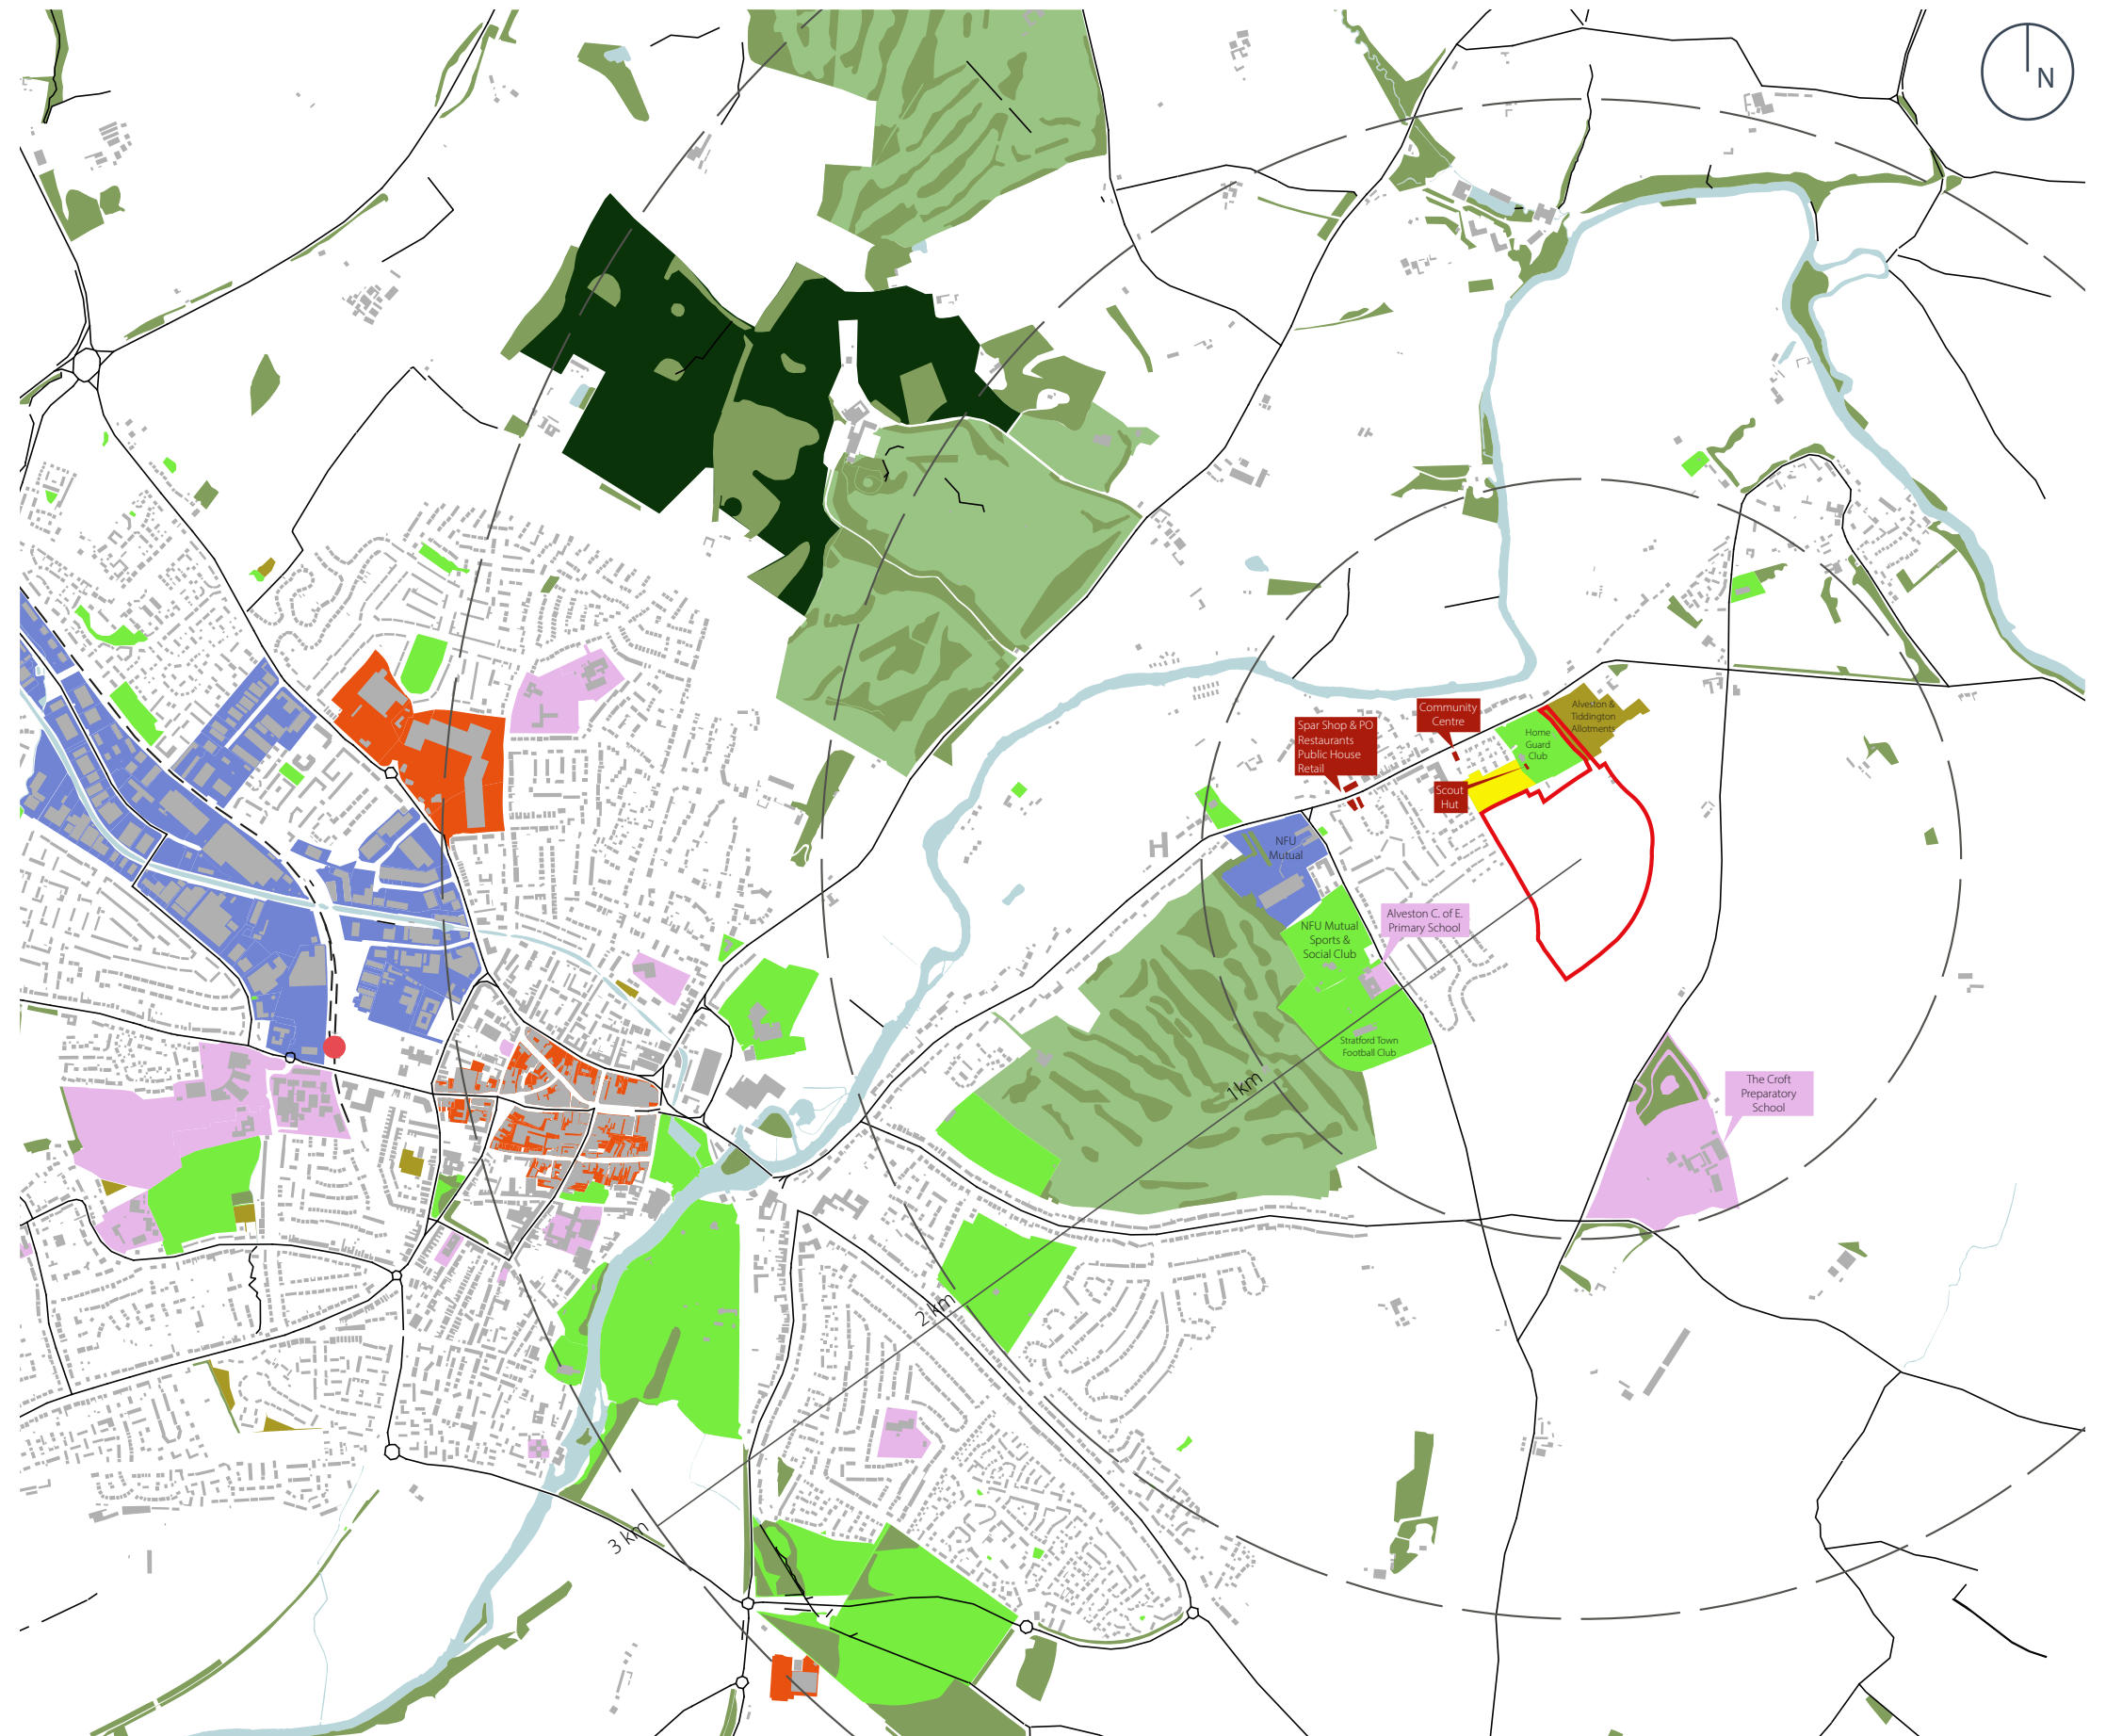 N
Community
Centre
Alveston &
Tiddington
Allotments
Spar Shop & PO
Restaurants
Public House
Retail
Home
Guard
Club
Scout
Hut
NFU
Mutual
Alveston C. of E.
Primary School
NFU Mutual
Sports &
Social Club
Stratford Town
Football Club
1km
The Croft
Preparatory
School
2 km
3 km
H